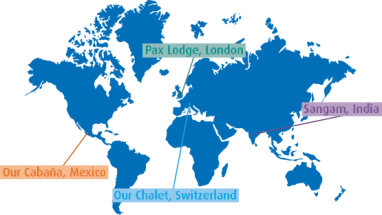 Pax Lodge, London
Sangam, India
Our Cabaña, Mexico
Our Chalet, Switzerland